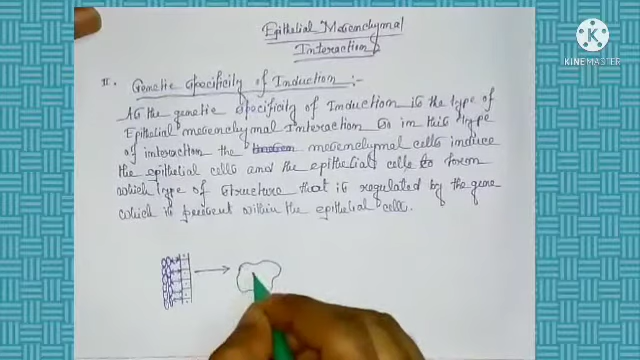 Epithelial Mesenchymal
Interaction
KINEMASTER
II. Genetic Specificity of Induction :-
As the genetic specificity of Induction is the type of
Epithelial mesenchymal Interaction so in this type
of interaction the mesenchymal cells induce
the epithelial cells and the epithelial cells to form
which type of structure that is regulated by the gene
which is present within the epithelial cell.